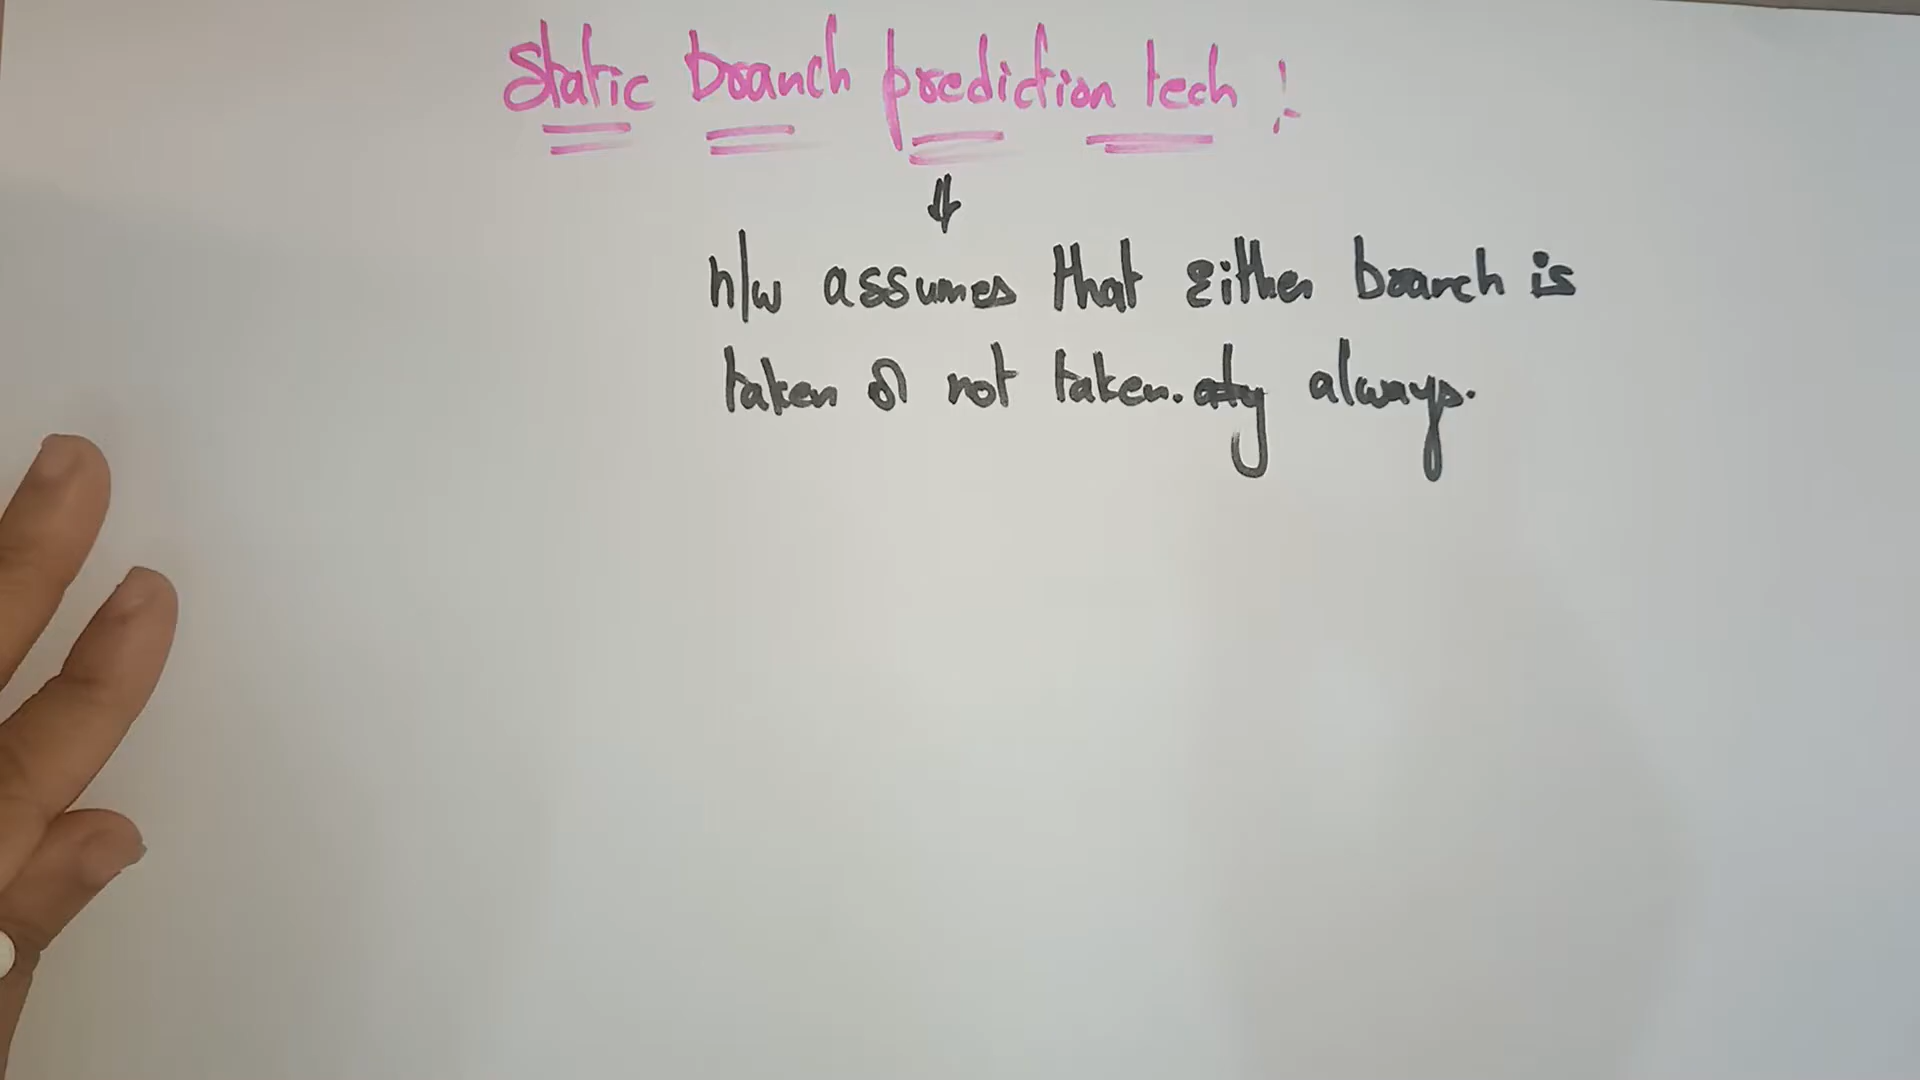 Static branch prediction tech :-
h/w assumes that either branch is
taken or not taken. always.